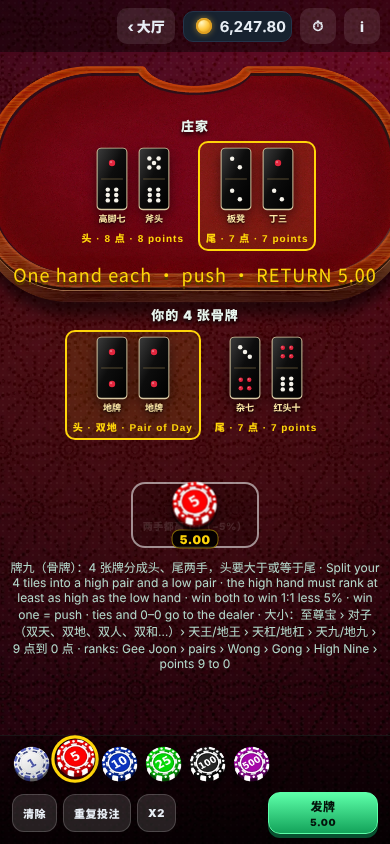 ‹ 大厅
6,247.80
i
庄家
高脚七
斧头
板凳
丁三
头 · 8 点 · 8 points
尾 · 7 点 · 7 points
One hand each · push · RETURN 5.00
你的 4 张骨牌
地牌
地牌
杂七
红头十
头 · 双地 · Pair of Day
尾 · 7 点 · 7 points
5
5.00
牌九（骨牌）：4 张牌分成头、尾两手，头要大于或等于尾 · Split your
4 tiles into a high pair and a low pair · the high hand must rank at
least as high as the low hand · win both to win 1:1 less 5% · win
one = push · ties and 0–0 go to the dealer · 大小：至尊宝 › 对子
（双天、双地、双人、双和…）› 天王/地王 › 天杠/地杠 › 天九/地九 ›
9 点到 0 点 · ranks: Gee Joon › pairs › Wong › Gong › High Nine ›
points 9 to 0
1
5
10
25
100
500
清除
重复投注
X2
发牌
5.00